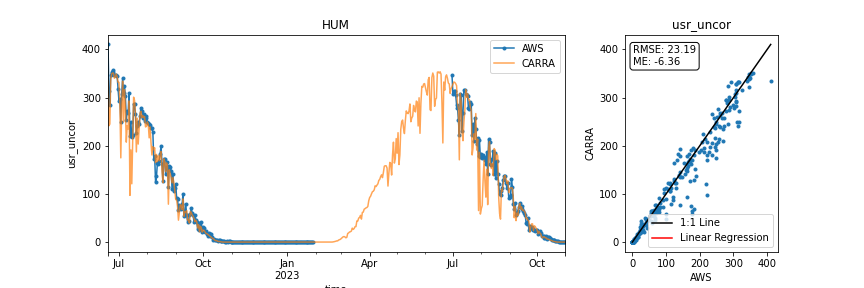 HUM
usr_uncor
400
300
200
100
0
usr_uncor
AWS
CARRA
Jul
Oct
Jan
2023
Apr
Jul
Oct
time
400
300
200
100
0
CARRA
RMSE: 23.19
ME: -6.36
1:1 Line
Linear Regression
0
100
200
300
400
AWS